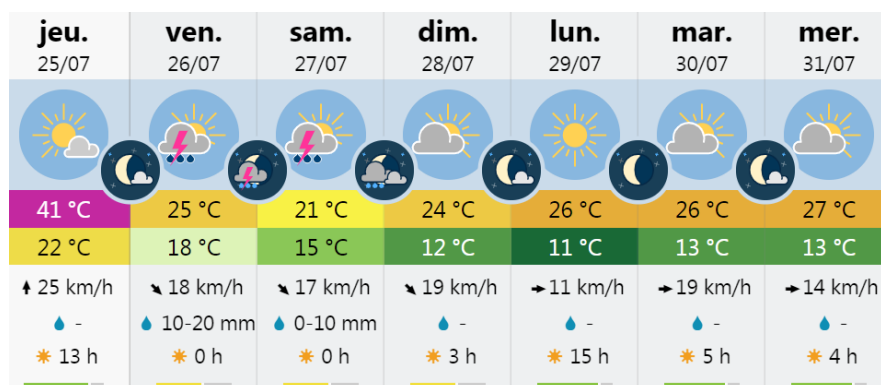 jeu. ven. sam. dim. lun. mar. mer.
25/07 26/07 27/07 28/07 29/07 30/07 31/07
41 °C 25 °C 21 °C 24 °C 26 °C 26 °C 27 °C
22 °C 18 °C 15 °C 12 °C 11 °C 13 °C 13 °C
25 km/h 18 km/h 17 km/h 19 km/h 11 km/h 19 km/h 14 km/h
- 10-20 mm 0-10 mm - - - -
13 h 0 h 0 h 3 h 15 h 5 h 4 h